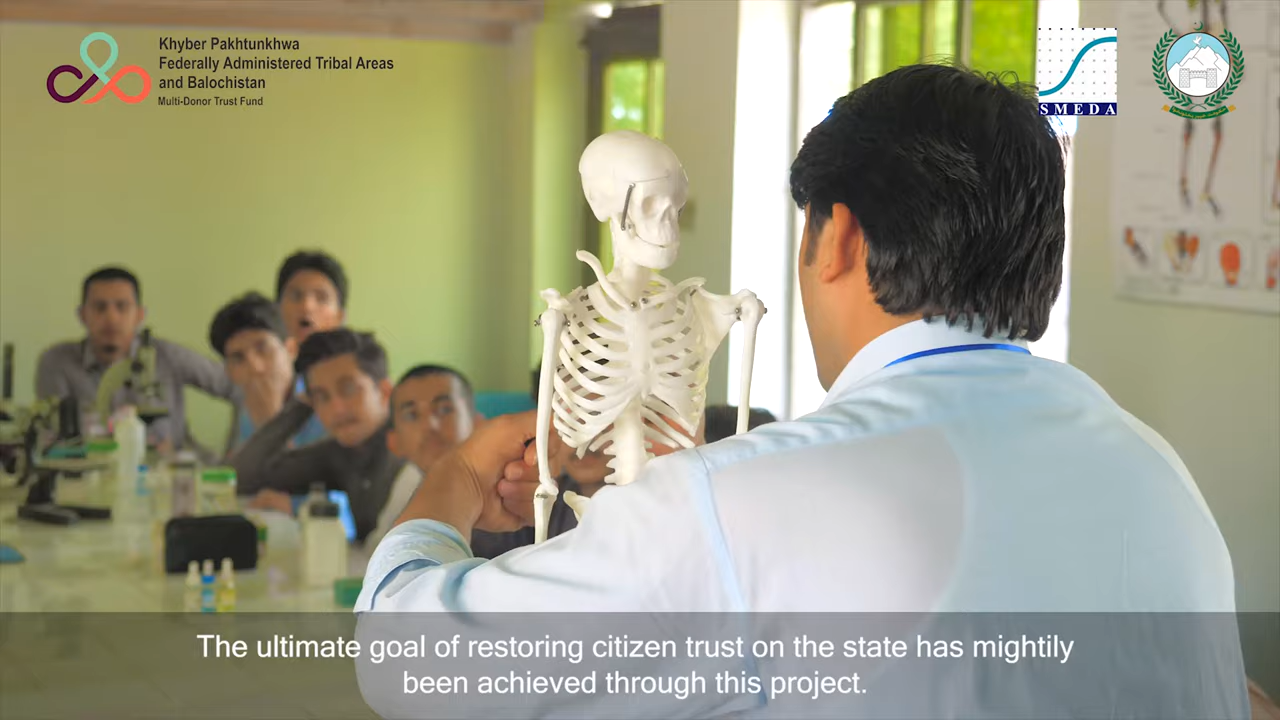 Khyber Pakhtunkhwa
Federally Administered Tribal Areas
and Balochistan
Multi-Donor Trust Fund
SMEDA
The ultimate goal of restoring citizen trust on the state has mightily
been achieved through this project.